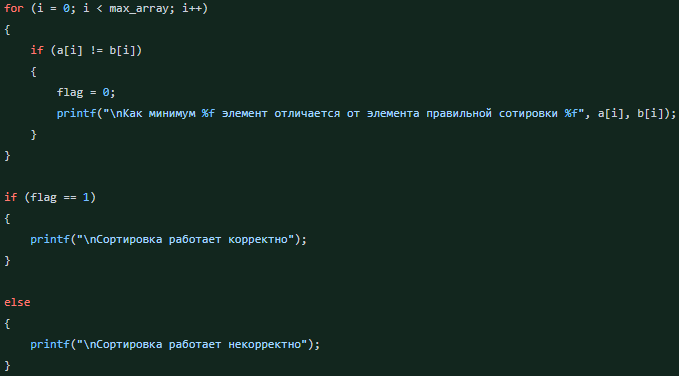 for (i = 0; i < max_array; i++)
{
    if (a[i] != b[i])
    {
        flag = 0;
        printf("\nКак минимум %f элемент отличается от элемента правильной сотировки %f", a[i], b[i]);
    }
}

if (flag == 1)
{
    printf("\nСортировка работает корректно");
}

else
{
    printf("\nСортировка работает некорректно");
}